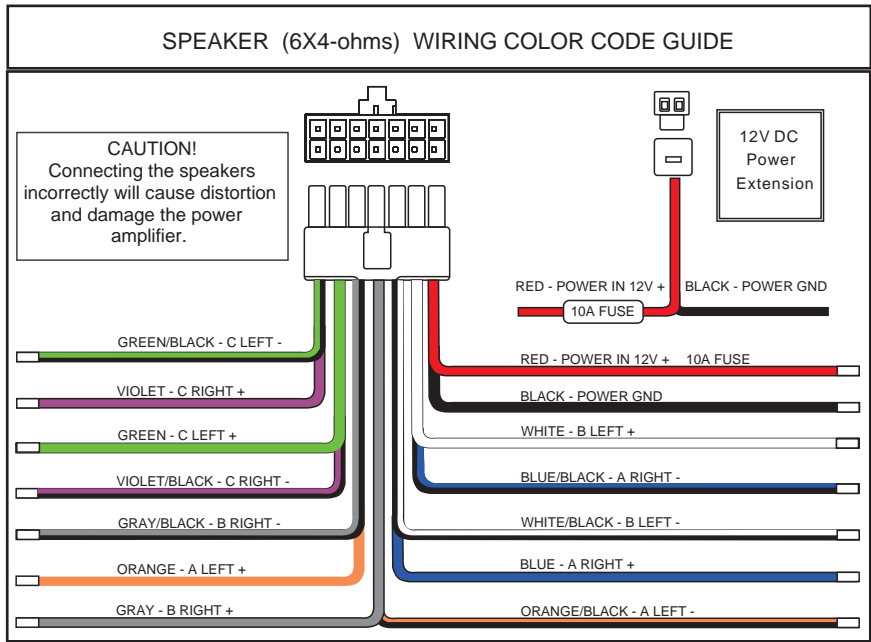 SPEAKER (6X4-ohms) WIRING COLOR CODE GUIDE
CAUTION!
Connecting the speakers
incorrectly will cause distortion
and damage the power
amplifier.
12V DC
Power
Extension
RED - POWER IN 12V +
BLACK - POWER GND
10A FUSE
GREEN/BLACK - C LEFT -
VIOLET - C RIGHT +
GREEN - C LEFT +
VIOLET/BLACK - C RIGHT -
GRAY/BLACK - B RIGHT -
ORANGE - A LEFT +
GRAY - B RIGHT +
RED - POWER IN 12V + 10A FUSE
BLACK - POWER GND
WHITE - B LEFT +
BLUE/BLACK - A RIGHT -
WHITE/BLACK - B LEFT -
BLUE - A RIGHT +
ORANGE/BLACK - A LEFT -